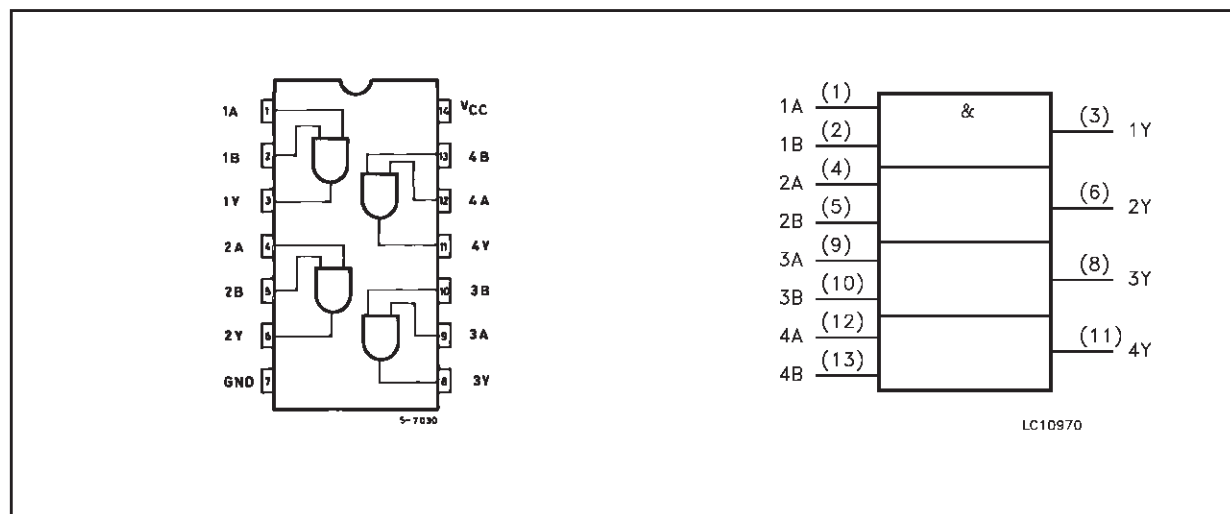 1A 1 14 VCC
1B 2 13 4B
1Y 3 12 4A
2A 4 11 4Y
2B 5 10 3B
2Y 6 9 3A
GND 7 8 3Y
S-7030
1A (1) & (3) 1Y
1B (2)
2A (4) (6) 2Y
2B (5)
3A (9) (8) 3Y
3B (10)
4A (12) (11) 4Y
4B (13)
LC10970